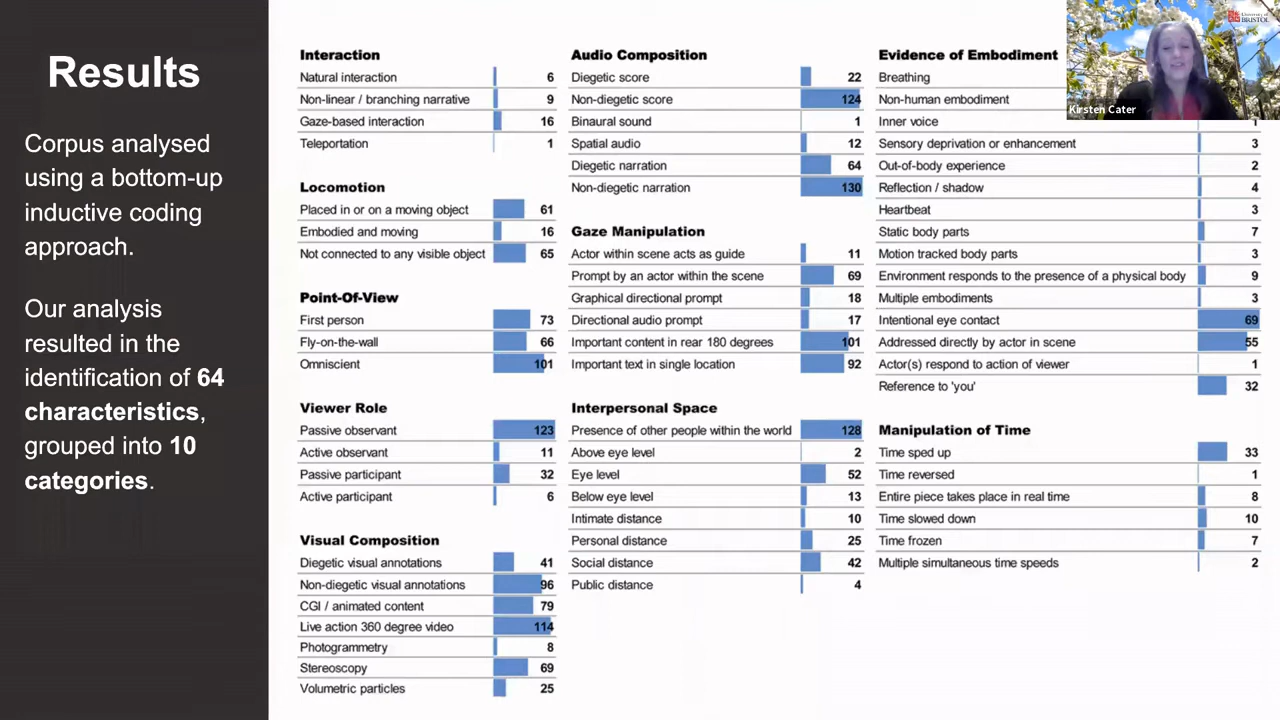 Results
Corpus analysed
using a bottom-up
inductive coding
approach.
Our analysis
resulted in the
identification of 64
characteristics,
grouped into 10
categories.
Interaction
Natural interaction 6
Non-linear / branching narrative 9
Gaze-based interaction 16
Teleportation 1
Locomotion
Placed in or on a moving object 61
Embodied and moving 16
Not connected to any visible object 65
Point-Of-View
First person 73
Fly-on-the-wall 66
Omniscient 101
Viewer Role
Passive observant 123
Active observant 11
Passive participant 32
Active participant 6
Visual Composition
Diegetic visual annotations 41
Non-diegetic visual annotations 96
CGI / animated content 79
Live action 360 degree video 114
Photogrammetry 8
Stereoscopy 69
Volumetric particles 25
Audio Composition
Diegetic score 22
Non-diegetic score 124
Binaural sound 1
Spatial audio 12
Diegetic narration 64
Non-diegetic narration 130
Gaze Manipulation
Actor within scene acts as guide 11
Prompt by an actor within the scene 69
Graphical directional prompt 18
Directional audio prompt 17
Important content in rear 180 degrees 101
Important text in single location 92
Interpersonal Space
Presence of other people within the world 128
Above eye level 2
Eye level 52
Below eye level 13
Intimate distance 10
Personal distance 25
Social distance 42
Public distance 4
Evidence of Embodiment
Breathing
Non-human embodiment
Inner voice
Sensory deprivation or enhancement 3
Out-of-body experience 2
Reflection / shadow 4
Heartbeat 3
Static body parts 7
Motion tracked body parts 3
Environment responds to the presence of a physical body 9
Multiple embodiments 3
Intentional eye contact 69
Addressed directly by actor in scene 55
Actor(s) respond to action of viewer 1
Reference to 'you' 32
Manipulation of Time
Time sped up 33
Time reversed 1
Entire piece takes place in real time 8
Time slowed down 10
Time frozen 7
Multiple simultaneous time speeds 2
University of
BRISTOL
Kirsten Cater